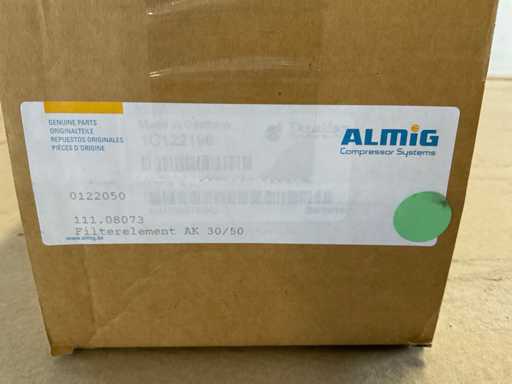 GENUINE PARTS
ORIGINALTEILE
REPUESTOS ORIGINALES
PIÈCES D'ORIGINE
ALMiG
Compressor Systems
0122050
111.08073
Filterelement AK 30/50
www.almig.de